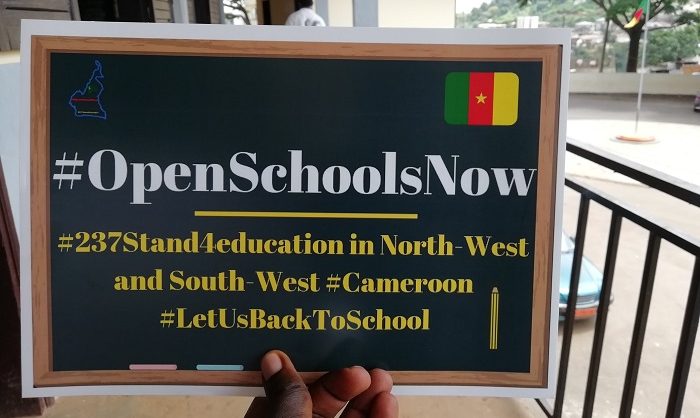 #OpenSchoolsNow
#237Stand4education in North-West
and South-West #Cameroon
#LetUsBackToSchool